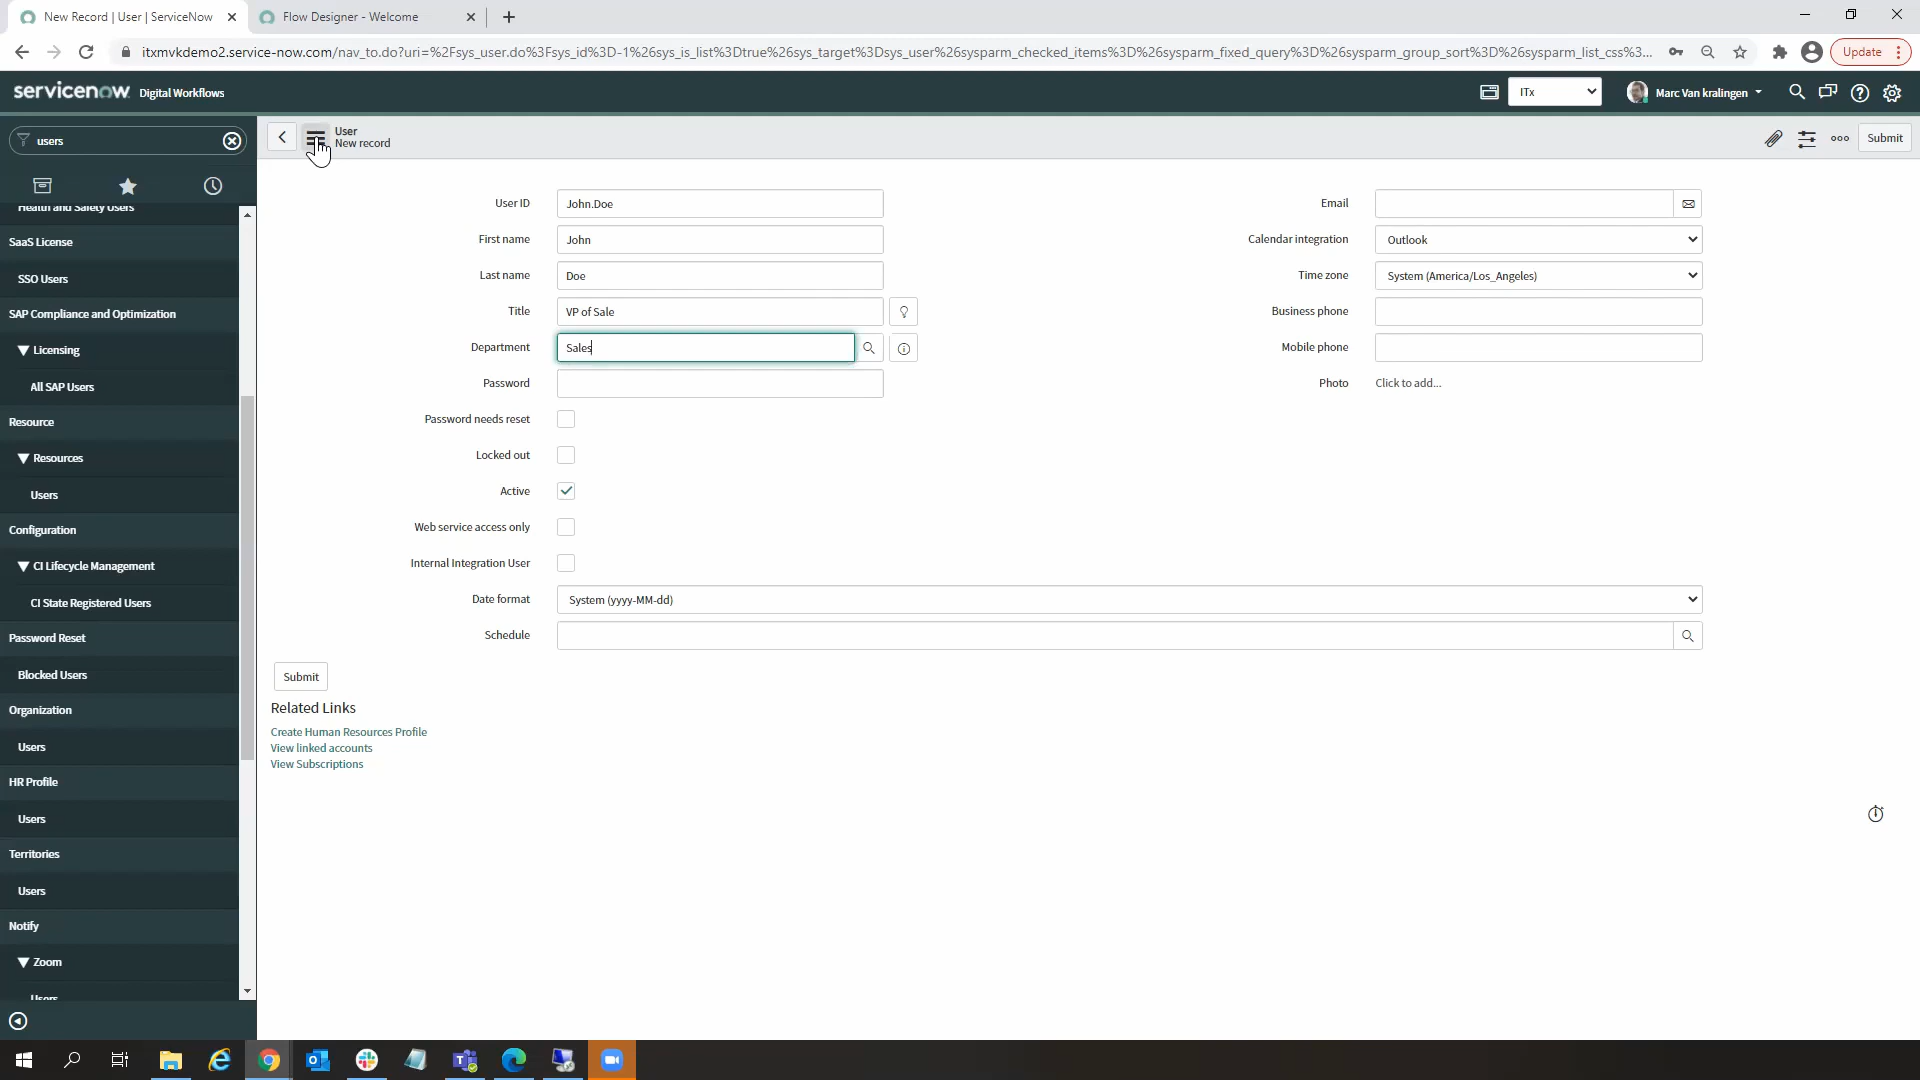 New Record | User | ServiceNow
Flow Designer - Welcome
itxmvkdemo2.service-now.com/nav_to.do?uri=%2Fsys_user.do%3Fsys_id%3D-1%26sys_is_list%3Dtrue%26sys_target%3Dsys_user%26sysparm_checked_items%3D%26sysparm_fixed_query%3D%26sysparm_group_sort%3D%26sysparm_list_css%3...
Update
servicenow Digital Workflows
ITx
Marc Van kralingen
users
User
New record
Submit
Health and Safety Users
SaaS License
SSO Users
SAP Compliance and Optimization
Licensing
All SAP Users
Resource
Resources
Users
Configuration
CI Lifecycle Management
CI State Registered Users
Password Reset
Blocked Users
Organization
Users
HR Profile
Users
Territories
Users
Notify
Zoom
Users
User ID John.Doe
First name John
Last name Doe
Title VP of Sale
Department Sales
Password
Password needs reset
Locked out
Active
Web service access only
Internal Integration User
Date format System (yyyy-MM-dd)
Schedule
Email
Calendar integration Outlook
Time zone System (America/Los_Angeles)
Business phone
Mobile phone
Photo Click to add...
Submit
Related Links
Create Human Resources Profile
View linked accounts
View Subscriptions